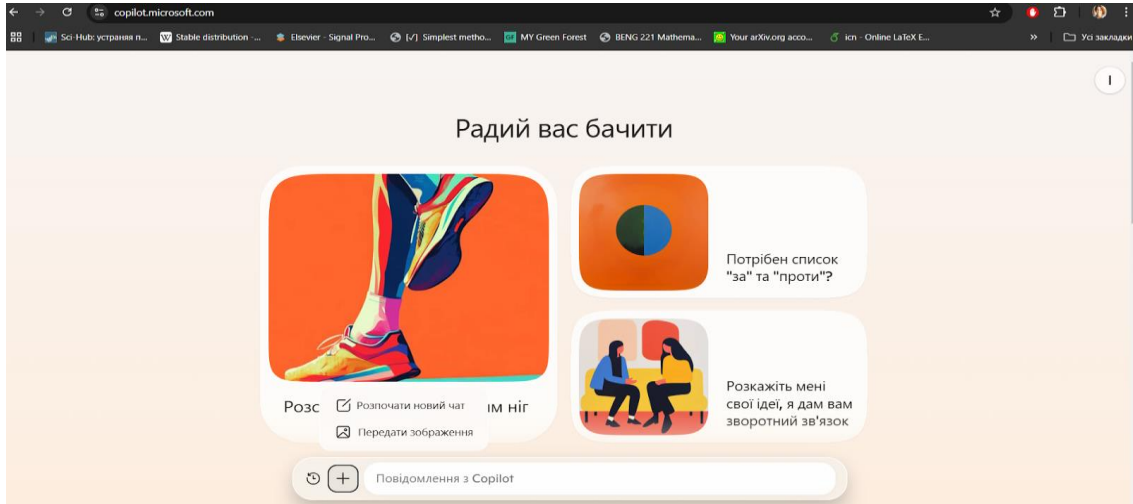 copilot.microsoft.com
Sci-Hub: устраняя п... Stable distribution -... Elsevier - Signal Pro... [√] Simplest metho... GF MY Green Forest BENG 221 Mathema... Your arXiv.org acco... icn - Online LaTeX E... » Усі закладки
I
Радий вас бачити
Потрібен список
"за" та "проти"?
Розкажіть мені
свої ідеї, я дам вам
зворотний зв'язок
Розс им ніг
Розпочати новий чат
Передати зображення
Повідомлення з Copilot